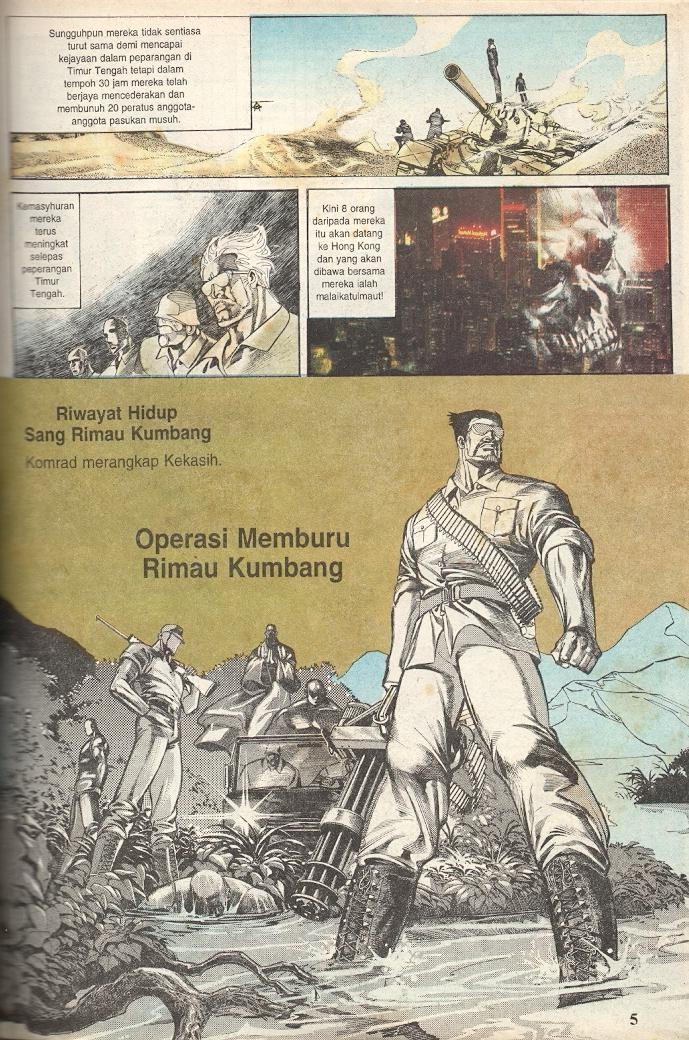 Sungguhpun mereka tidak sentiasa
turut sama demi mencapai
kejayaan dalam peparangan di
Timur Tengah tetapi dalam
tempoh 30 jam mereka telah
berjaya mencederakan dan
membunuh 20 peratus anggota-
anggota pasukan musuh.
Kemasyhuran
mereka
terus
meningkat
selepas
peperangan
Timur
Tengah.
Kini 8 orang
daripada mereka
itu akan datang
ke Hong Kong
dan yang akan
dibawa bersama
mereka ialah
malaikatulmaut!
Riwayat Hidup
Sang Rimau Kumbang
Komrad merangkap Kekasih.
Operasi Memburu
Rimau Kumbang
5